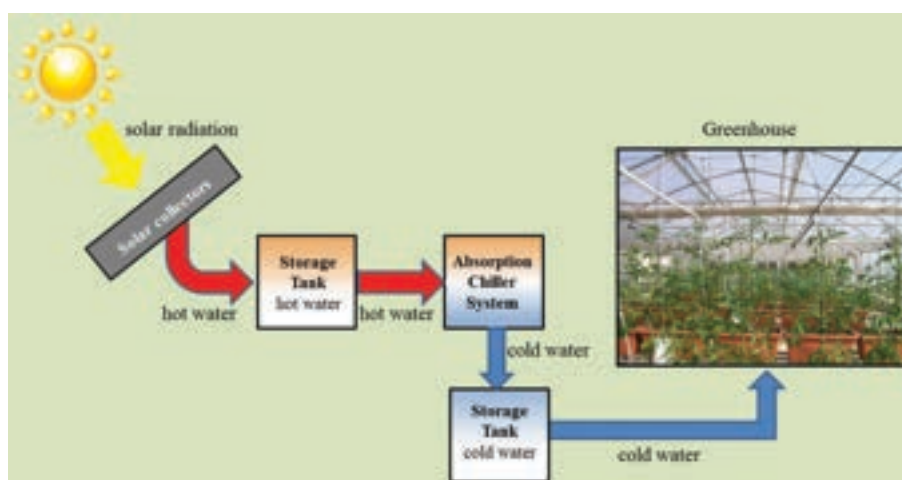 solar radiation
Greenhouse
Solar collectors
Storage
Tank
hot water
Absorption
Chiller
System
hot water
hot water
cold water
Storage
Tank
cold water
cold water